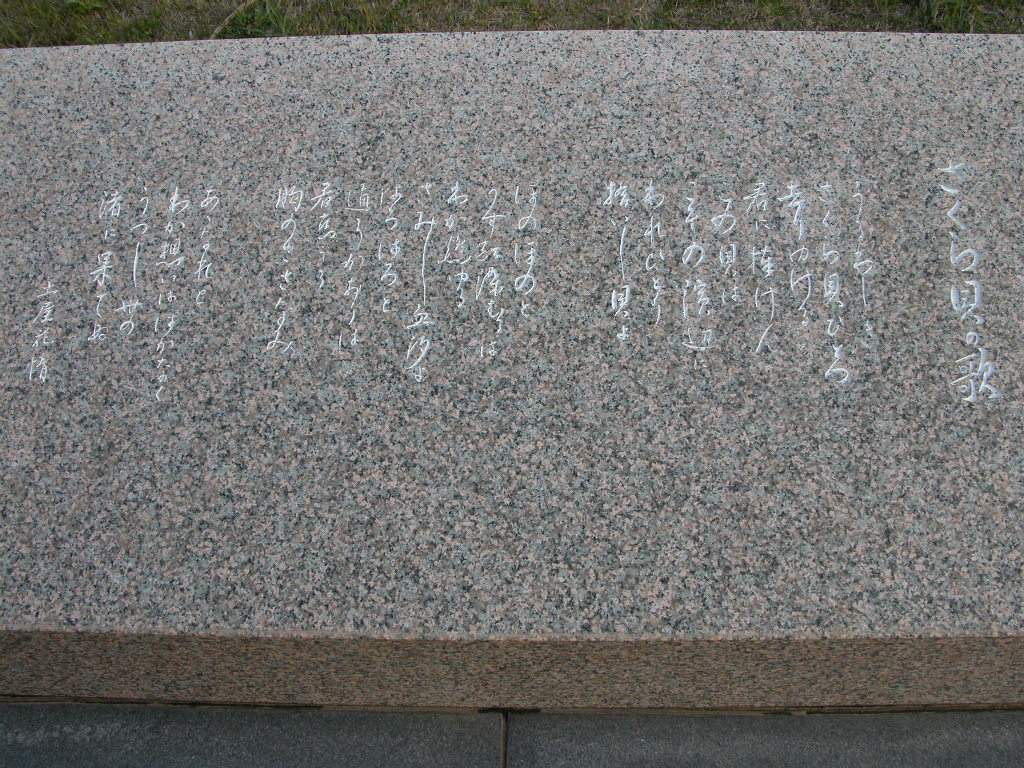 さくら貝の歌
うるわしき
さくら貝ひとつ
去りゆける
君に捧げん
この貝は
こぞの浜辺に
われひとり
拾いし貝よ
ほのぼのと
うす紅染むるは
わが燃ゆる
さみし血潮よ
はろばろと
通うかおりは
君恋うる
胸のさざなみ
ああなれど
わが想いははかなく
うつし世の
渚に果てぬ
土屋花情